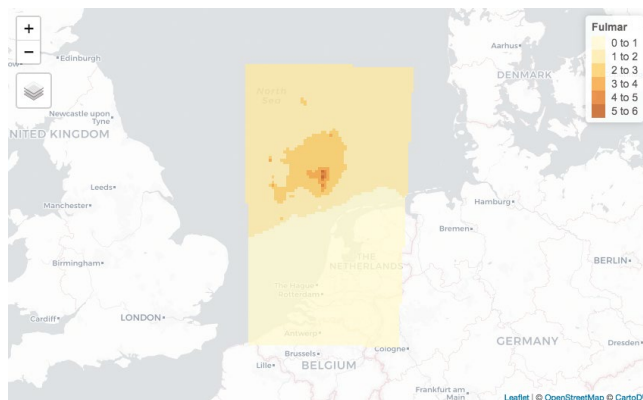 +
−
Edinburgh
Newcastle upon
Tyne
NITED KINGDOM
Leeds
Manchester
Birmingham
Cardiff
LONDON
North
Sea
THE
NETHERLANDS
The Hague
Rotterdam
Antwerp
Brussels
Lille
BELGIUM
Cologne
Aarhus
DENMARK
Hamburg
Bremen
BERLIN
GERMANY
Dresden
Frankfurt am
Main
Fulmar
0 to 1
1 to 2
2 to 3
3 to 4
4 to 5
5 to 6
Leaflet | © OpenStreetMap © CartoD